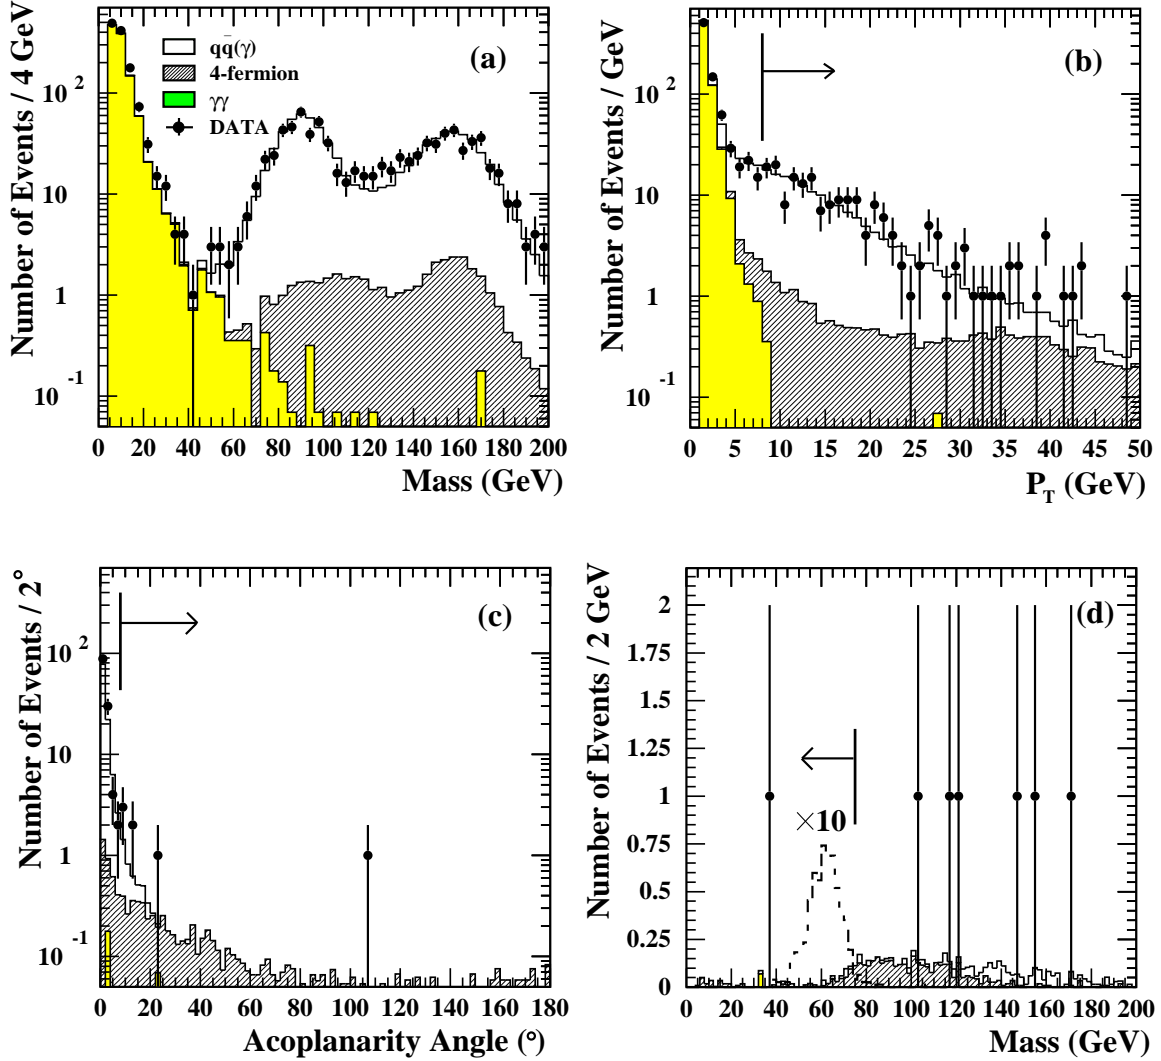 Number of Events / 4 GeV
10 2
10
1
10 -1
(a)
qq̄(γ)
4-fermion
γγ
DATA
0 20 40 60 80 100 120 140 160 180 200
Mass (GeV)
Number of Events / GeV
10 2
10
1
10 -1
(b)
0 5 10 15 20 25 30 35 40 45 50
P_T (GeV)
Number of Events / 2°
10 2
10
1
10 -1
(c)
0 20 40 60 80 100 120 140 160 180
Acoplanarity Angle (°)
Number of Events / 2 GeV
2
1.75
1.5
1.25
1
0.75
0.5
0.25
0
(d)
×10
0 20 40 60 80 100 120 140 160 180 200
Mass (GeV)